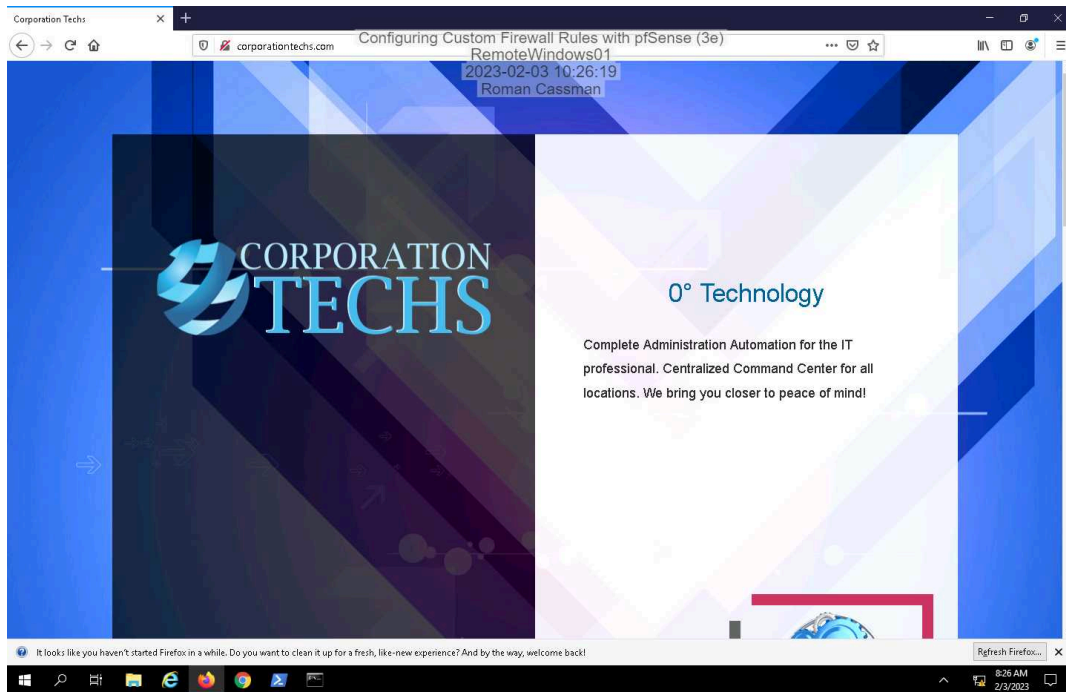 Corporation Techs
corporationtechs.com
Configuring Custom Firewall Rules with pfSense (3e)
RemoteWindows01
2023-02-03 10:26:19
Roman Cassman
CORPORATION
TECHS
0° Technology
Complete Administration Automation for the IT
professional. Centralized Command Center for all
locations. We bring you closer to peace of mind!
It looks like you haven't started Firefox in a while. Do you want to clean it up for a fresh, like-new experience? And by the way, welcome back!
Refresh Firefox...
8:26 AM
2/3/2023